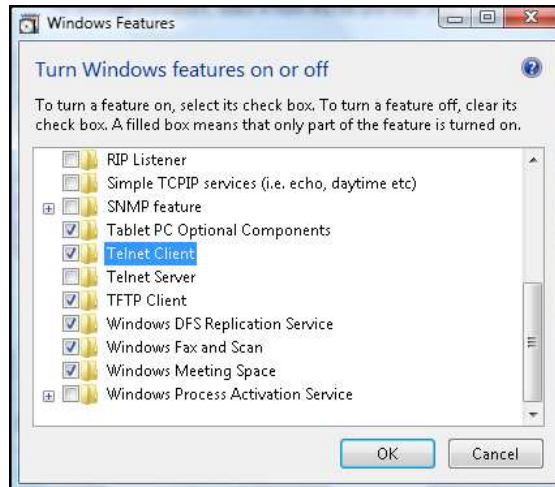 Windows Features
Turn Windows features on or off
To turn a feature on, select its check box. To turn a feature off, clear its
check box. A filled box means that only part of the feature is turned on.
RIP Listener
Simple TCPIP services (i.e. echo, daytime etc)
SNMP feature
Tablet PC Optional Components
Telnet Client
Telnet Server
TFTP Client
Windows DFS Replication Service
Windows Fax and Scan
Windows Meeting Space
Windows Process Activation Service
OK
Cancel